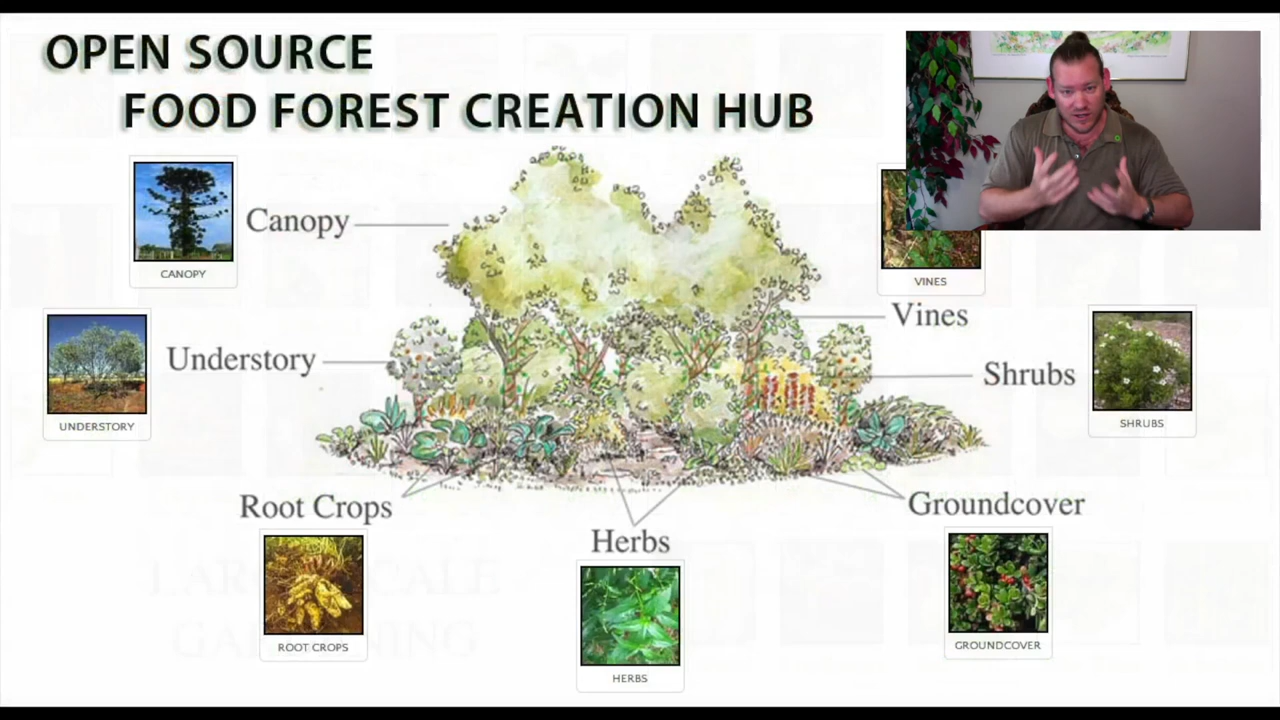 OPEN SOURCE
FOOD FOREST CREATION HUB
CANOPY
Canopy
VINES
Vines
UNDERSTORY
Understory
Shrubs
SHRUBS
Root Crops
Groundcover
Herbs
ROOT CROPS
HERBS
GROUNDCOVER